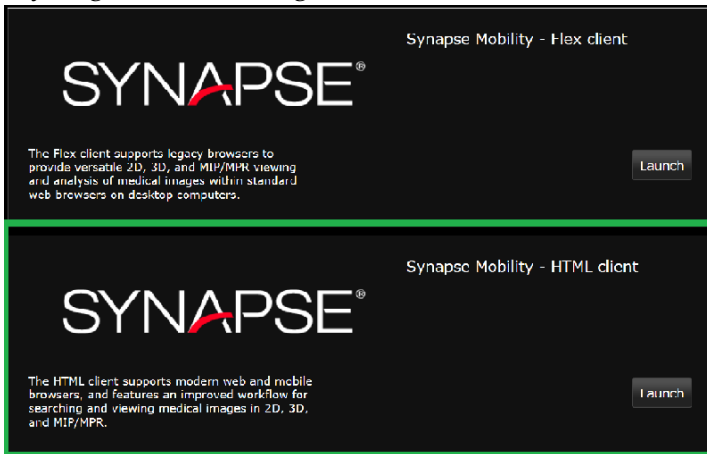 Synapse Mobility - Flex client
SYNAPSE®
The Flex client supports legacy browsers to
provide versatile 2D, 3D, and MIP/MPR viewing
and analysis of medical images within standard
web browsers on desktop computers.
Launch
Synapse Mobility - HTML client
SYNAPSE®
The HTML client supports modern web and mobile
browsers, and features an improved workflow for
searching and viewing medical images in 2D, 3D,
and MIP/MPR.
Launch